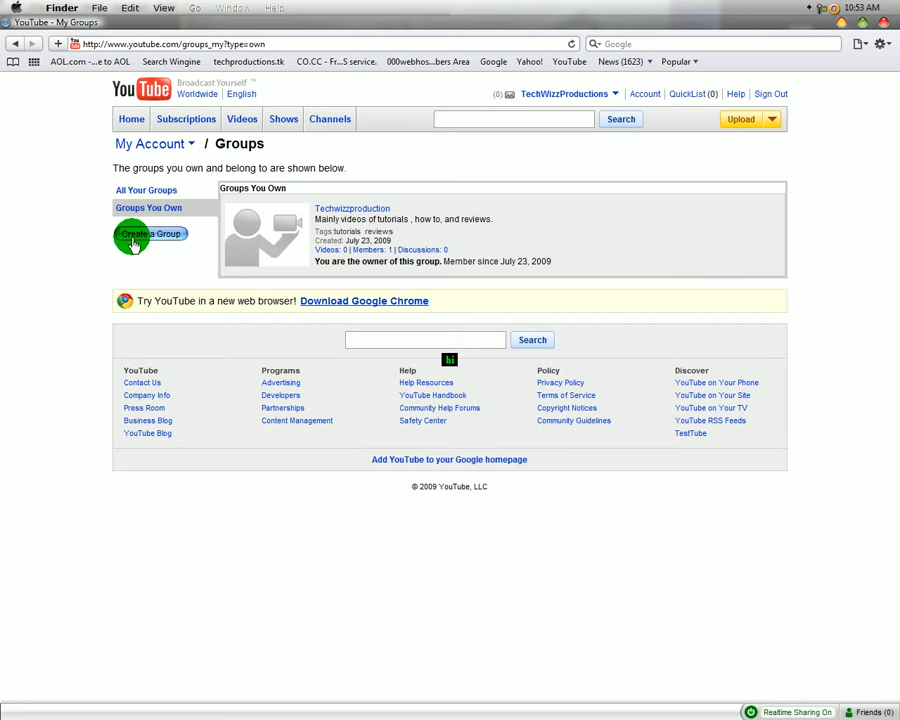 Finder File Edit View Go Window Help 10:53 AM
YouTube - My Groups
http://www.youtube.com/groups_my?type=own Google
AOL.com - ...e to AOL Search Wingine techproductions.tk CO.CC - Fr...S service. 000webhos...bers Area Google Yahoo! YouTube News (1623) Popular
YouTube Broadcast Yourself™
Worldwide English (0) TechWizzProductions Account QuickList (0) Help Sign Out
Home Subscriptions Videos Shows Channels Search Upload
My Account / Groups
The groups you own and belong to are shown below.
All Your Groups
Groups You Own
Create a Group
Groups You Own
Techwizzproduction
Mainly videos of tutorials , how to, and reviews.
Tags:tutorials reviews
Created: July 23, 2009
Videos: 0 | Members: 1 | Discussions: 0
You are the owner of this group. Member since July 23, 2009
Try YouTube in a new web browser! Download Google Chrome
Search
hi
YouTube Programs Help Policy Discover
Contact Us Advertising Help Resources Privacy Policy YouTube on Your Phone
Company Info Developers YouTube Handbook Terms of Service YouTube on Your Site
Press Room Partnerships Community Help Forums Copyright Notices YouTube on Your TV
Business Blog Content Management Safety Center Community Guidelines YouTube RSS Feeds
YouTube Blog TestTube
Add YouTube to your Google homepage
© 2009 YouTube, LLC
Realtime Sharing On Friends (0)